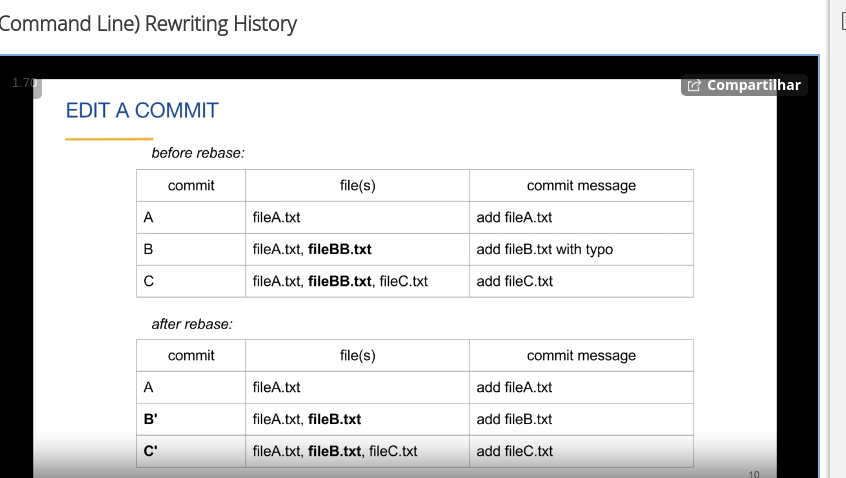 Command Line) Rewriting History
1.70
Compartilhar
EDIT A COMMIT
before rebase:
commit file(s) commit message
A fileA.txt add fileA.txt
B fileA.txt, fileBB.txt add fileB.txt with typo
C fileA.txt, fileBB.txt, fileC.txt add fileC.txt
after rebase:
commit file(s) commit message
A fileA.txt add fileA.txt
B' fileA.txt, fileB.txt add fileB.txt
C' fileA.txt, fileB.txt, fileC.txt add fileC.txt
10